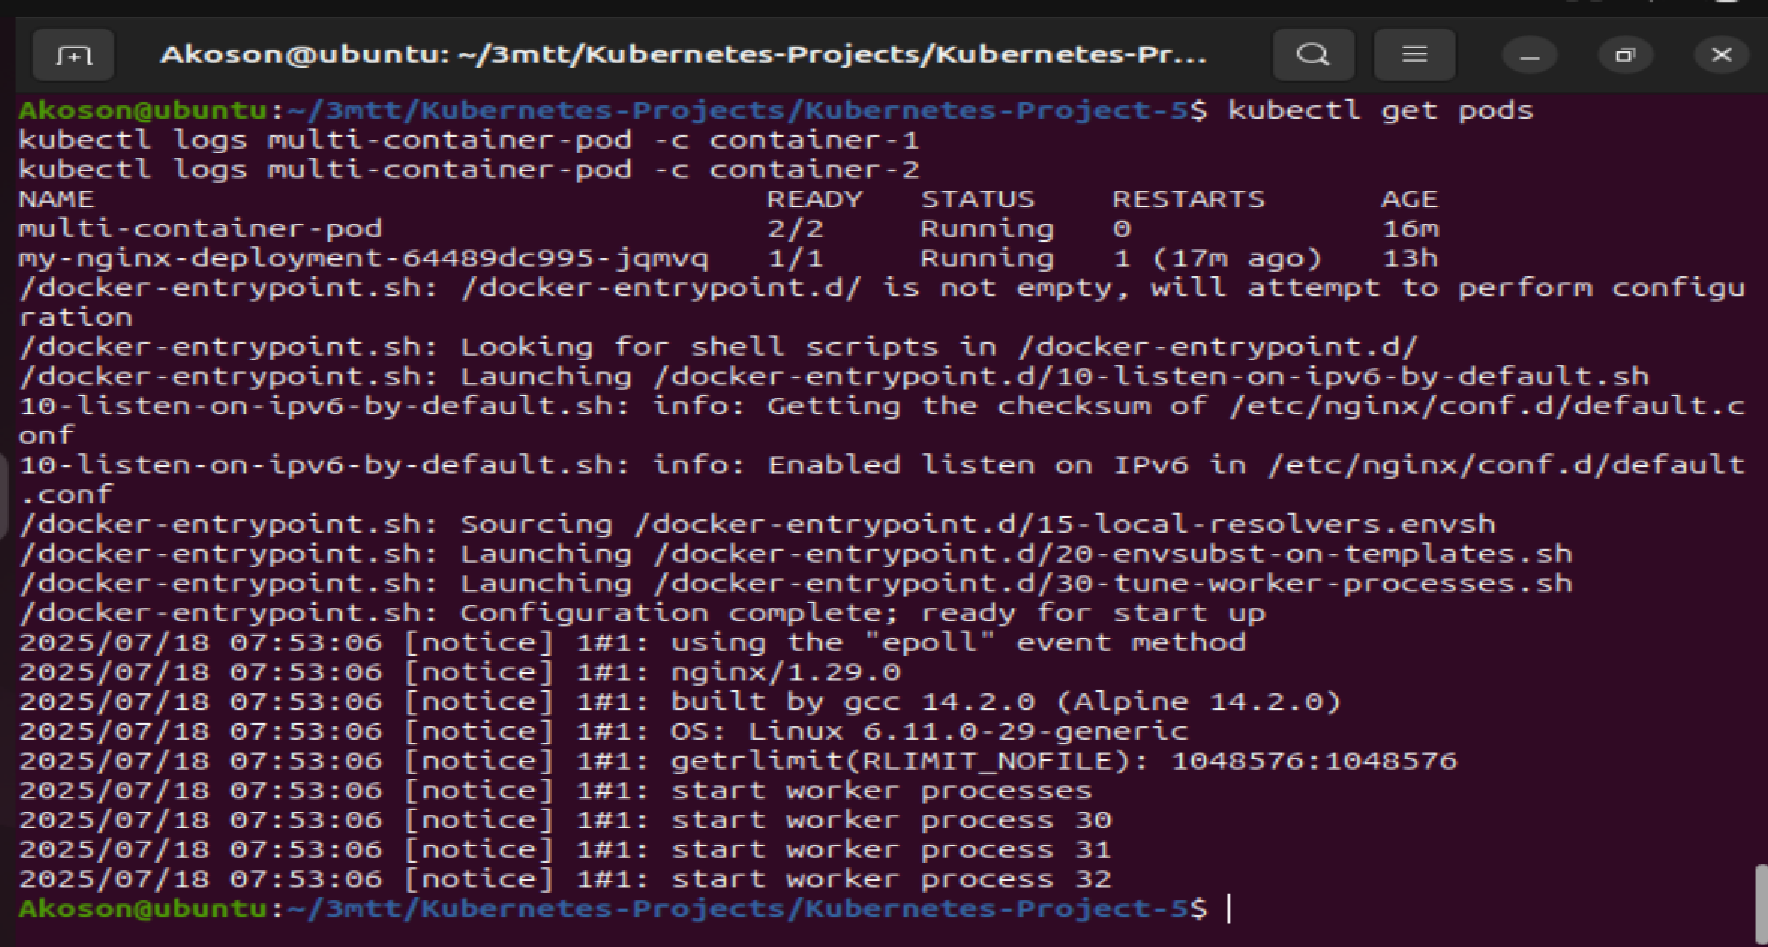 Akoson@ubuntu: ~/3mtt/Kubernetes-Projects/Kubernetes-Pr...
Akoson@ubuntu:~/3mtt/Kubernetes-Projects/Kubernetes-Project-5$ kubectl get pods
kubectl logs multi-container-pod -c container-1
kubectl logs multi-container-pod -c container-2
NAME                                   READY   STATUS    RESTARTS      AGE
multi-container-pod                    2/2     Running   0             16m
my-nginx-deployment-64489dc995-jqmvq   1/1     Running   1 (17m ago)   13h
/docker-entrypoint.sh: /docker-entrypoint.d/ is not empty, will attempt to perform configu
ration
/docker-entrypoint.sh: Looking for shell scripts in /docker-entrypoint.d/
/docker-entrypoint.sh: Launching /docker-entrypoint.d/10-listen-on-ipv6-by-default.sh
10-listen-on-ipv6-by-default.sh: info: Getting the checksum of /etc/nginx/conf.d/default.c
onf
10-listen-on-ipv6-by-default.sh: info: Enabled listen on IPv6 in /etc/nginx/conf.d/default
.conf
/docker-entrypoint.sh: Sourcing /docker-entrypoint.d/15-local-resolvers.envsh
/docker-entrypoint.sh: Launching /docker-entrypoint.d/20-envsubst-on-templates.sh
/docker-entrypoint.sh: Launching /docker-entrypoint.d/30-tune-worker-processes.sh
/docker-entrypoint.sh: Configuration complete; ready for start up
2025/07/18 07:53:06 [notice] 1#1: using the "epoll" event method
2025/07/18 07:53:06 [notice] 1#1: nginx/1.29.0
2025/07/18 07:53:06 [notice] 1#1: built by gcc 14.2.0 (Alpine 14.2.0)
2025/07/18 07:53:06 [notice] 1#1: OS: Linux 6.11.0-29-generic
2025/07/18 07:53:06 [notice] 1#1: getrlimit(RLIMIT_NOFILE): 1048576:1048576
2025/07/18 07:53:06 [notice] 1#1: start worker processes
2025/07/18 07:53:06 [notice] 1#1: start worker process 30
2025/07/18 07:53:06 [notice] 1#1: start worker process 31
2025/07/18 07:53:06 [notice] 1#1: start worker process 32
Akoson@ubuntu:~/3mtt/Kubernetes-Projects/Kubernetes-Project-5$